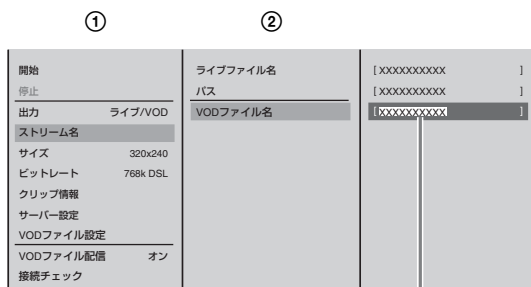 ① ②
開始
停止
出力 ライブ/VOD
ストリーム名
サイズ 320x240
ビットレート 768k DSL
クリップ情報
サーバー設定
VODファイル設定
VODファイル配信 オン
接続チェック
ライブファイル名 [ XXXXXXXXXX ]
パス [ XXXXXXXXXX ]
VODファイル名 [ XXXXXXXXXX ]